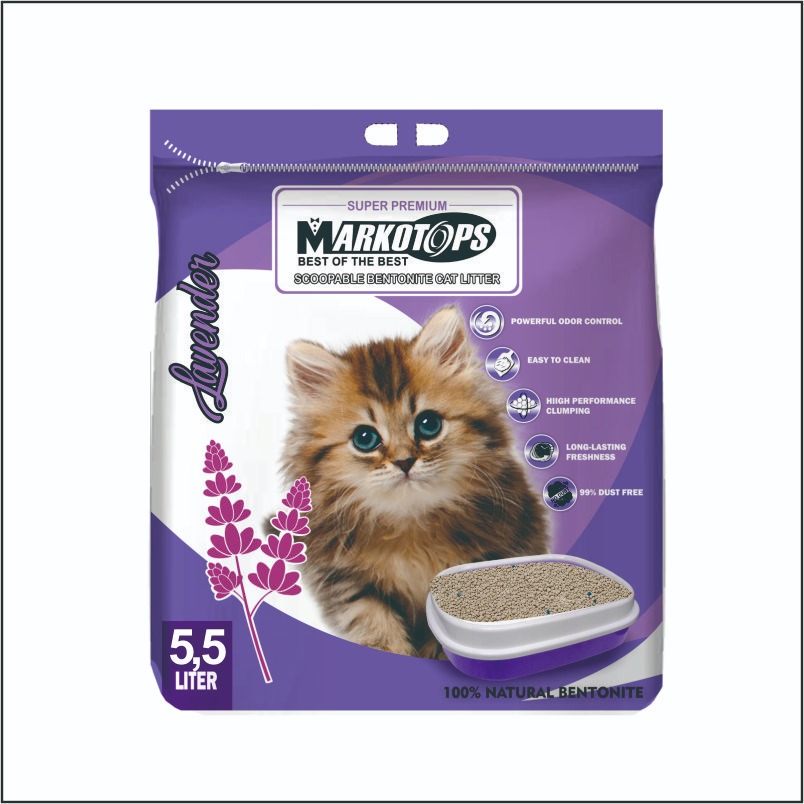 SUPER PREMIUM
MARKOTOPS
BEST OF THE BEST
SCOOPABLE BENTONITE CAT LITTER
Lavender
POWERFUL ODOR CONTROL
EASY TO CLEAN
HIGH PERFORMANCE
CLUMPING
LONG-LASTING
FRESHNESS
99% DUST FREE
5,5
LITER
100% NATURAL BENTONITE